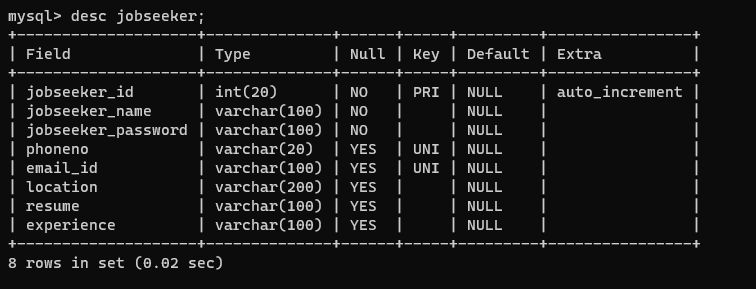 mysql> desc jobseeker;
+--------------------+--------------+------+-----+---------+----------------+
| Field              | Type         | Null | Key | Default | Extra          |
+--------------------+--------------+------+-----+---------+----------------+
| jobseeker_id       | int(20)      | NO   | PRI | NULL    | auto_increment |
| jobseeker_name     | varchar(100) | NO   |     | NULL    |                |
| jobseeker_password | varchar(100) | NO   |     | NULL    |                |
| phoneno            | varchar(20)  | YES  | UNI | NULL    |                |
| email_id           | varchar(100) | YES  | UNI | NULL    |                |
| location           | varchar(200) | YES  |     | NULL    |                |
| resume             | varchar(100) | YES  |     | NULL    |                |
| experience         | varchar(100) | YES  |     | NULL    |                |
+--------------------+--------------+------+-----+---------+----------------+
8 rows in set (0.02 sec)